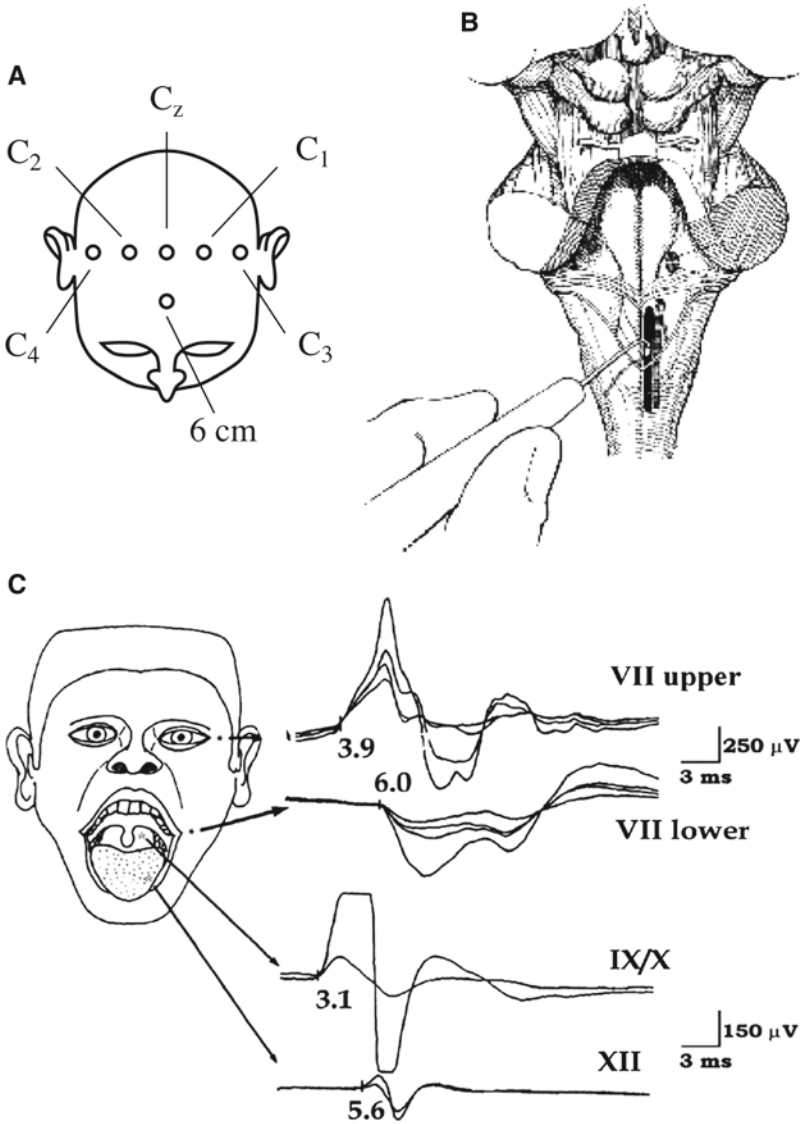 A
B
C_z
C_2
C_1
C_4
C_3
6 cm
C
VII upper
3.9
250 μV
3 ms
6.0
VII lower
IX/X
3.1
150 μV
3 ms
XII
5.6